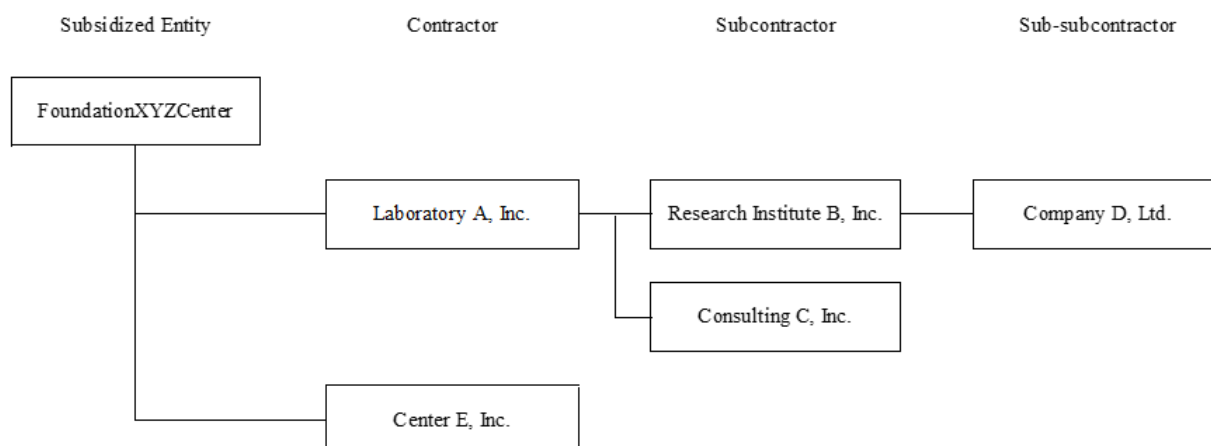 Subsidized Entity Contractor Subcontractor Sub-subcontractor
FoundationXYZCenter
Laboratory A, Inc. Research Institute B, Inc. Company D, Ltd.
Consulting C, Inc.
Center E, Inc.